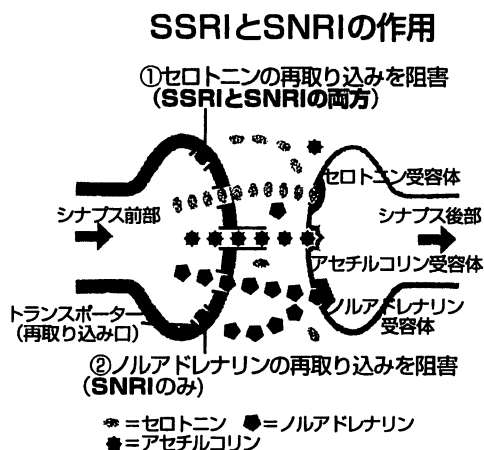 SSRIとSNRIの作用
①セロトニンの再取り込みを阻害
(SSRIとSNRIの両方)
セロトニン受容体
シナプス前部
シナプス後部
アセチルコリン受容体
トランスポーター
(再取り込み口)
ノルアドレナリン
受容体
②ノルアドレナリンの再取り込みを阻害
(SNRIのみ)
=セロトニン
=ノルアドレナリン
=アセチルコリン